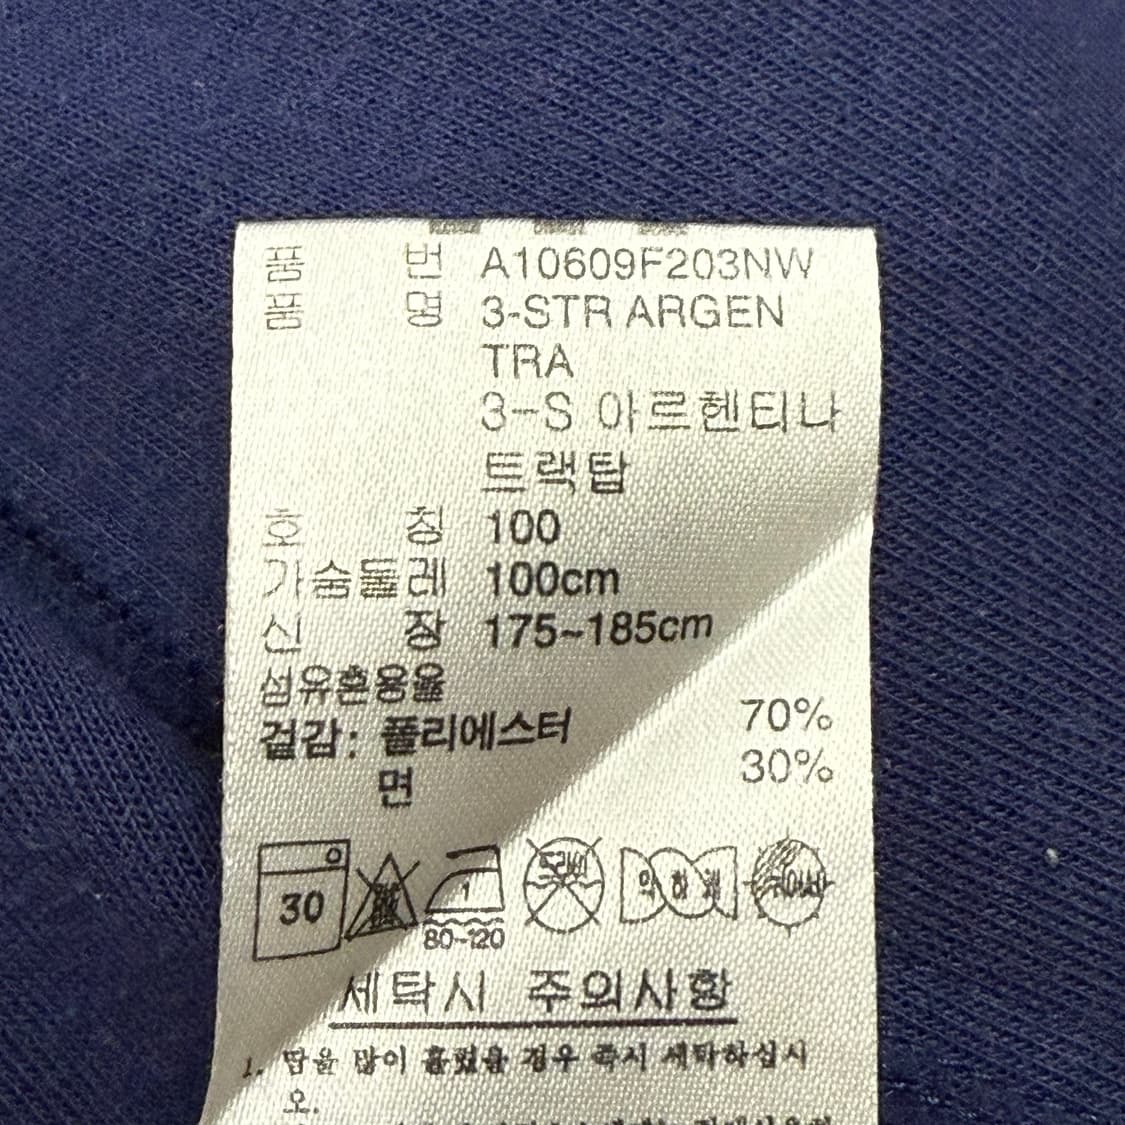 품 번 A10609F203NW
품 명 3-STR ARGEN
TRA
3-S 아르헨티나
트랙탑
호 칭 100
가슴둘레 100cm
신 장 175~185cm
섬유혼용율
겉감: 폴리에스터 70%
면 30%
30 1 드라이 약하게
80-120
세탁시 주의사항
1. 땀을 많이 흘렸을 경우 즉시 세탁하십시
오.